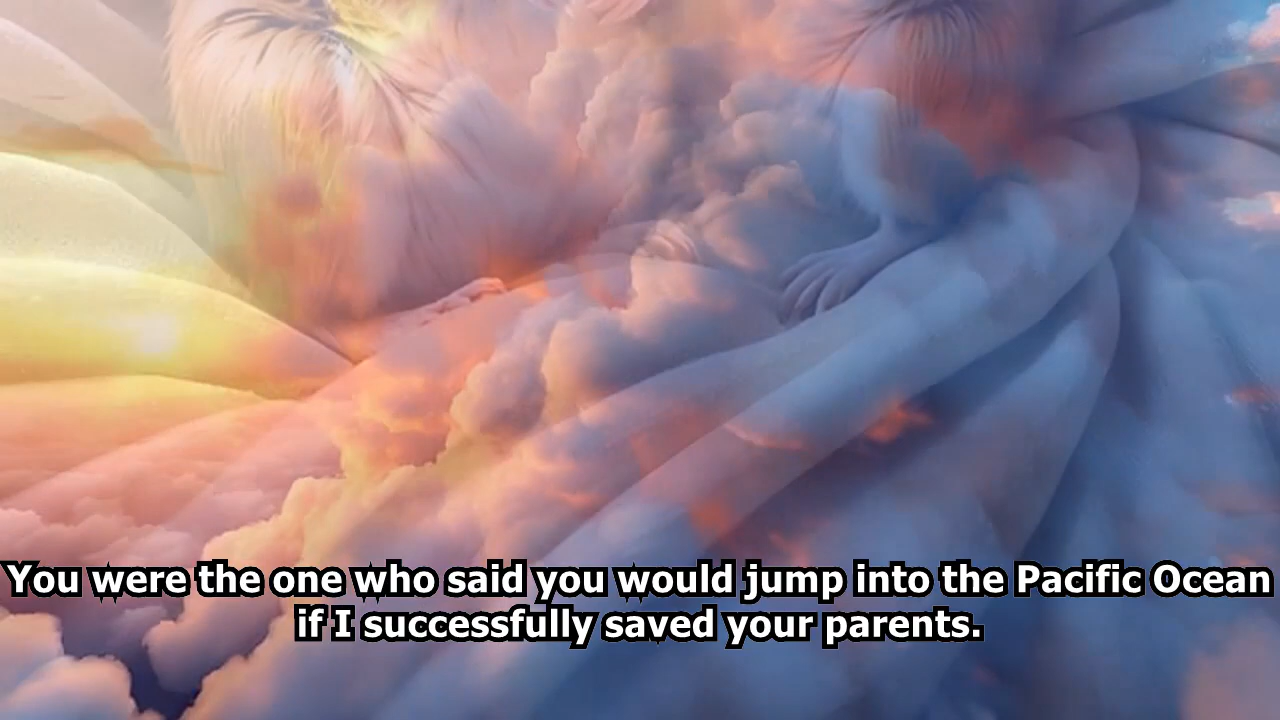 You were the one who said you would jump into the Pacific Ocean
if I successfully saved your parents.